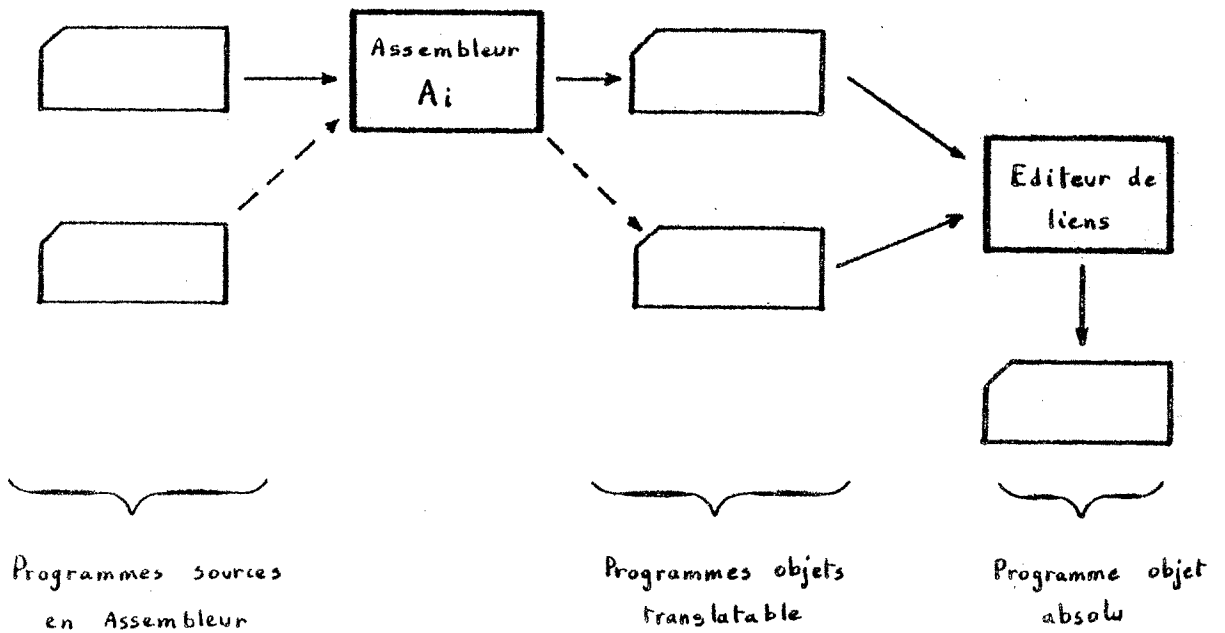 Assembleur
Ai
Editeur de
liens
Programmes sources
en Assembleur
Programmes objets
translatable
Programme objet
absolu